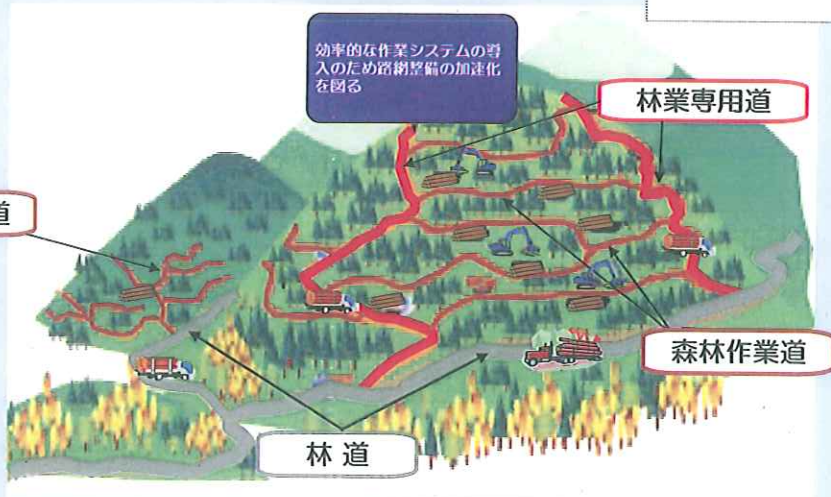 効率的な作業システムの導
入のため路網整備の加速化
を図る
林業専用道
道
森林作業道
林 道